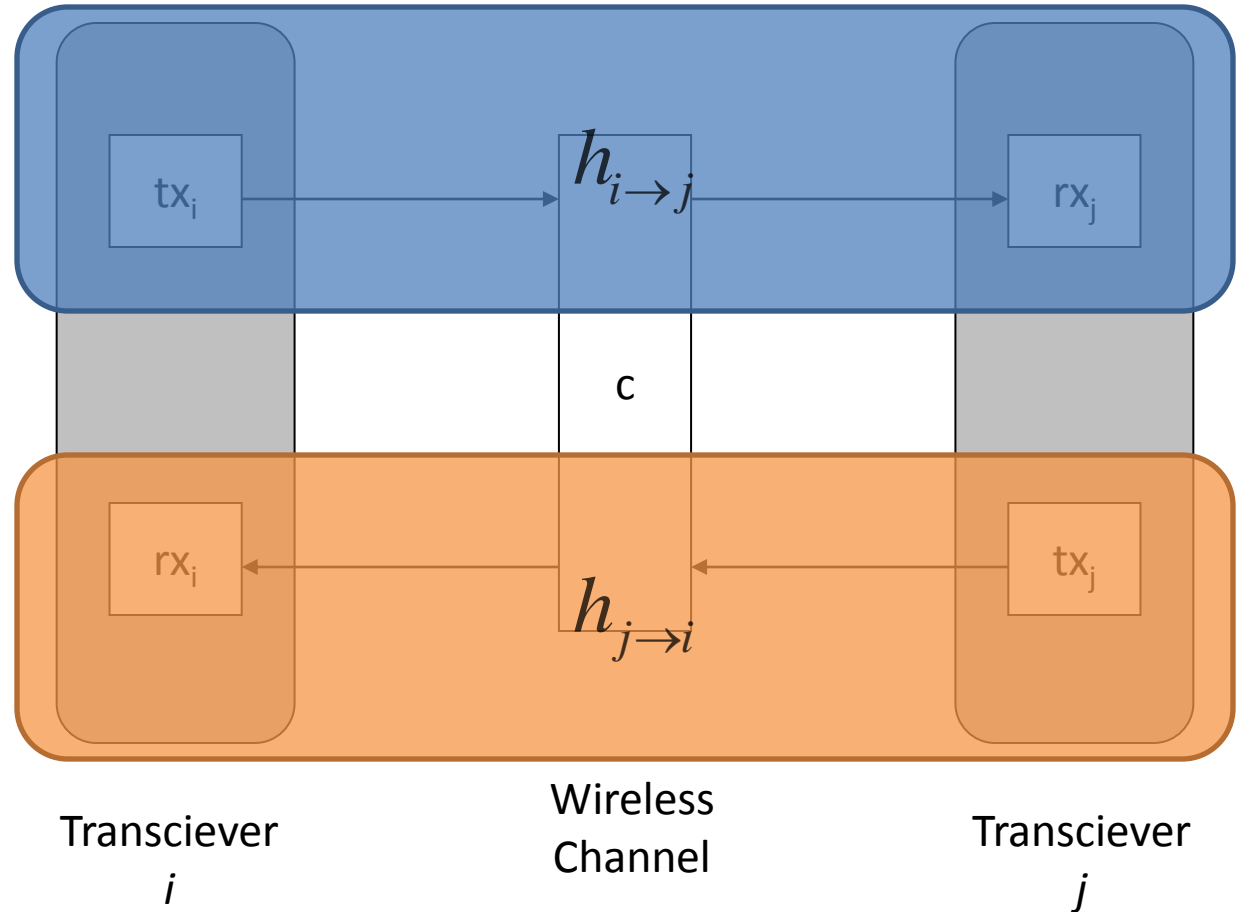 tx_i h_{i→j} rx_j
c
rx_i h_{j→i} tx_j
Wireless
Channel
Transciever
i
Transciever
j